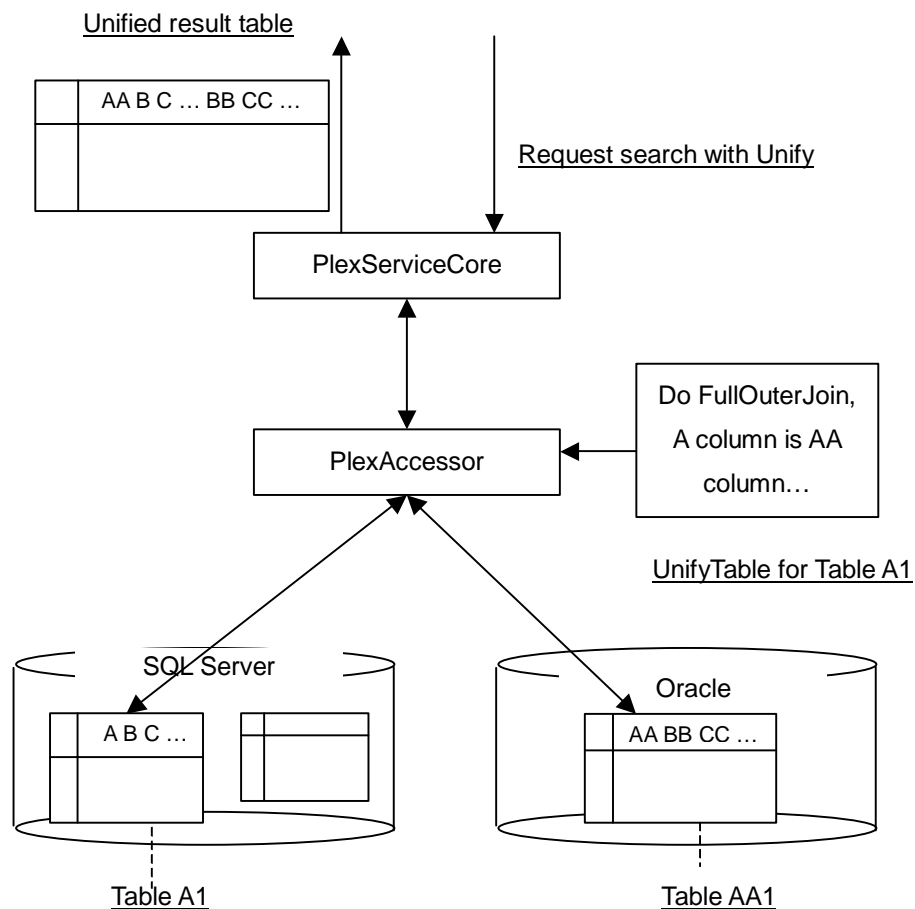 Unified result table
AA B C … BB CC …
Request search with Unify
PlexServiceCore
Do FullOuterJoin,
A column is AA
column…
PlexAccessor
UnifyTable for Table A1
SQL Server
Oracle
A B C …
AA BB CC …
Table A1
Table AA1